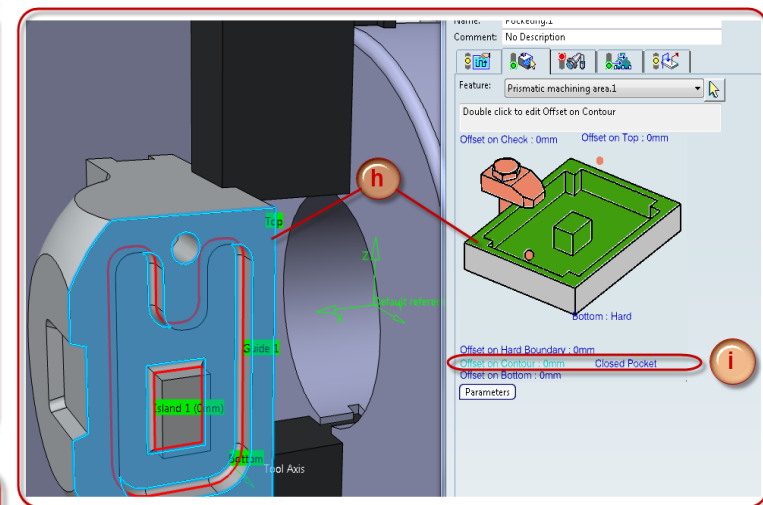 Name: Pocketing.1
Comment: No Description
Feature: Prismatic machining area.1
Double click to edit Offset on Contour
Offset on Check : 0mm Offset on Top : 0mm
h
Top
Z
Default refere
Bottom : Hard
Guide 1
Offset on Hard Boundary : 0mm
Offset on Contour : 0mm Closed Pocket
i
Offset on Bottom : 0mm
Parameters
Island 1 (0mm)
Bottom
Tool Axis